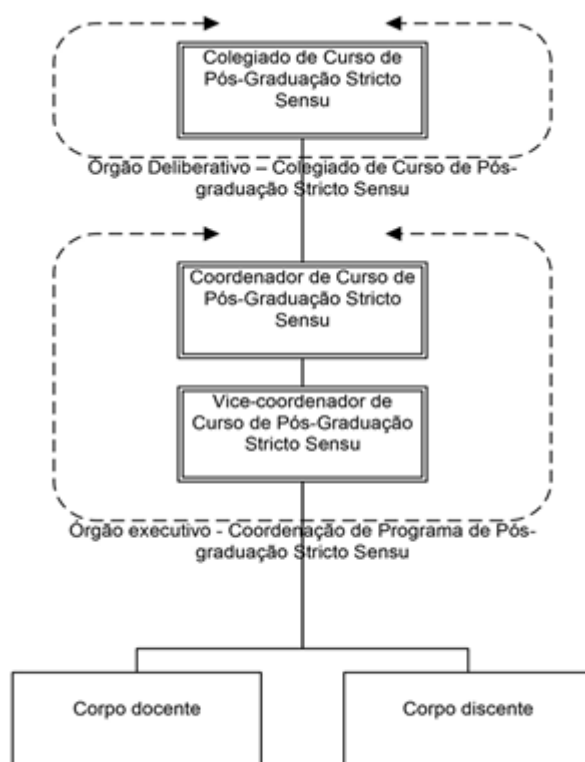 Colegiado de Curso de
Pós-Graduação Stricto
Sensu
Órgão Deliberativo – Colegiado de Curso de Pós-
graduação Stricto Sensu
Coordenador de Curso de
Pós-Graduação Stricto
Sensu
Vice-coordenador de
Curso de Pós-Graduação
Stricto Sensu
Órgão executivo - Coordenação de Programa de Pós-
graduação Stricto Sensu
Corpo docente
Corpo discente